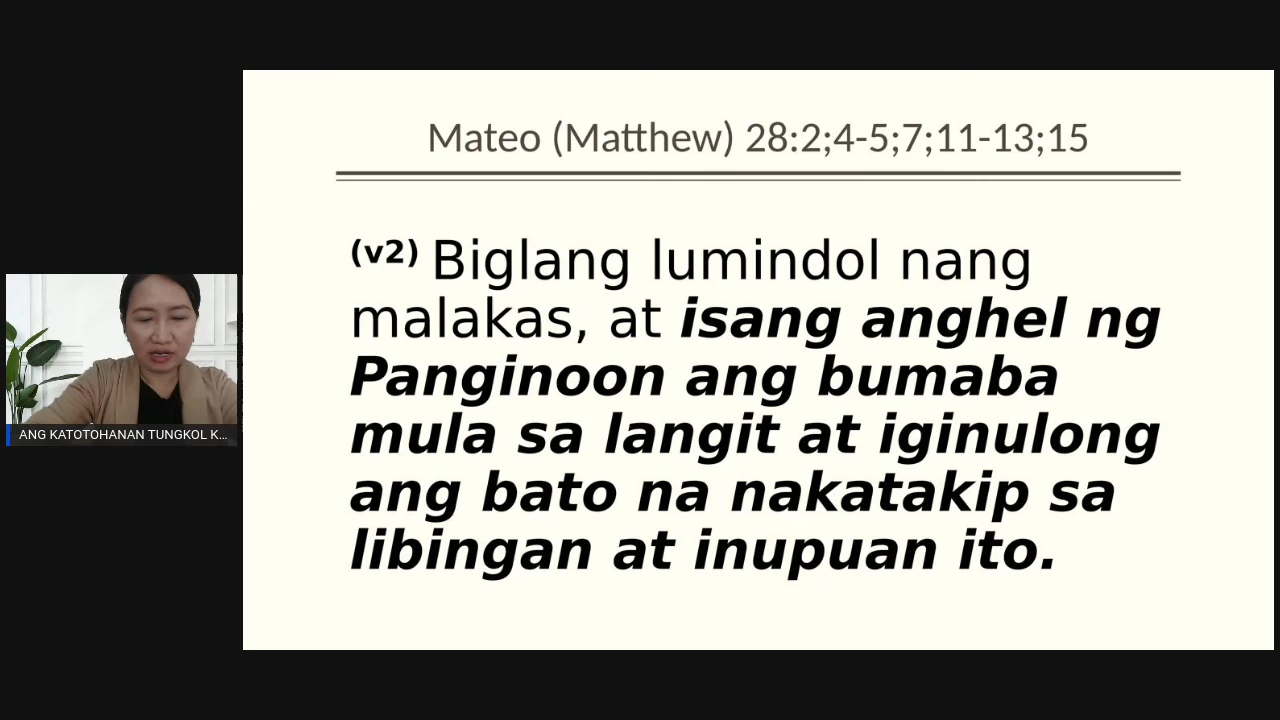 Mateo (Matthew) 28:2;4-5;7;11-13;15
(v2) Biglang lumindol nang
malakas, at isang anghel ng
Panginoon ang bumaba
mula sa langit at iginulong
ang bato na nakatakip sa
libingan at inupuan ito.
ANG KATOTOHANAN TUNGKOL K...